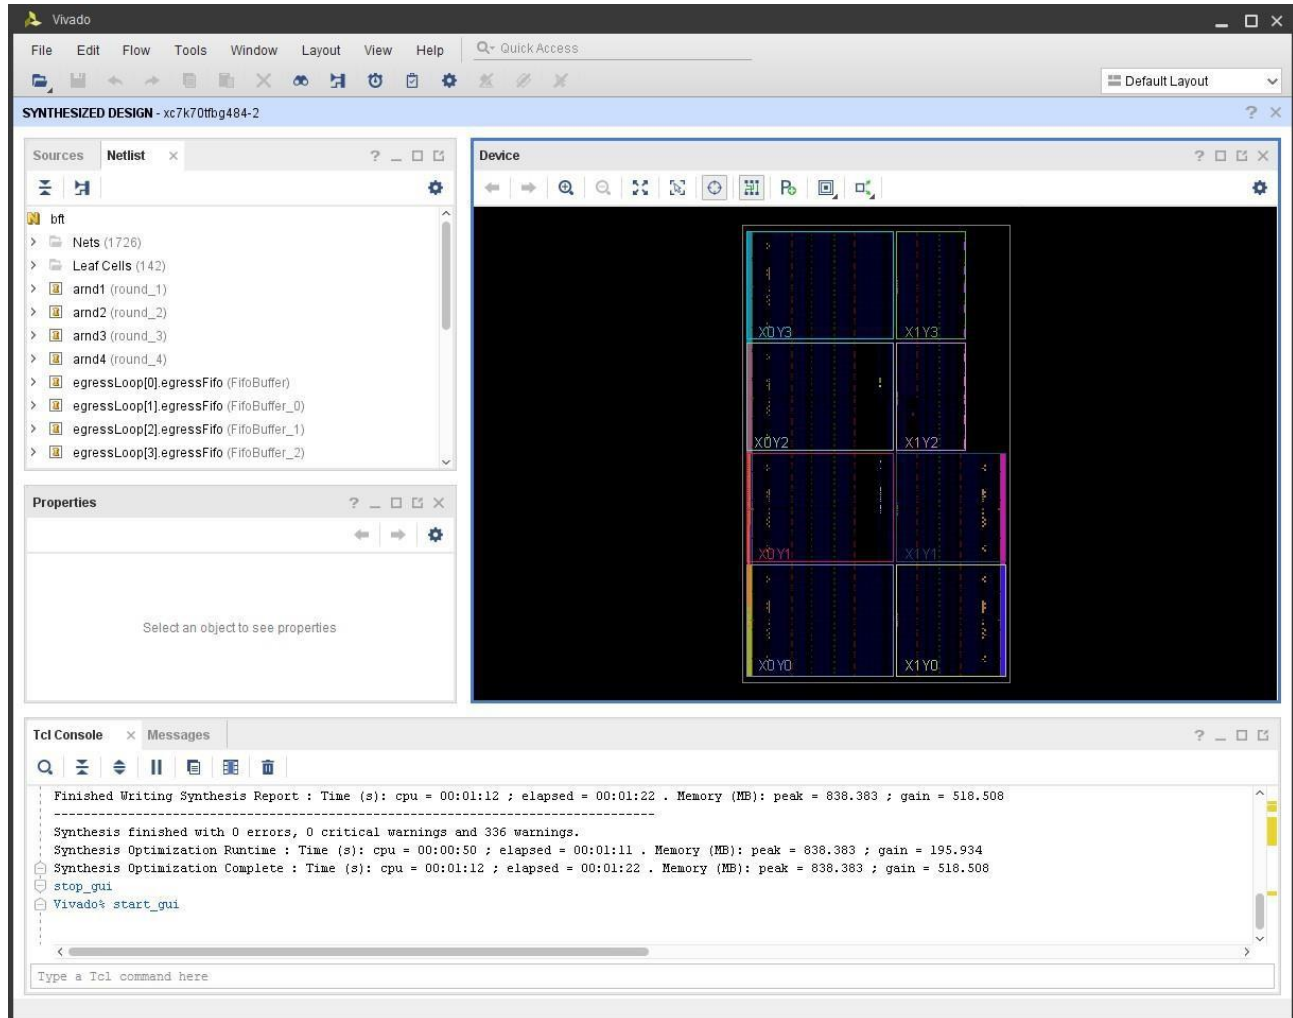 Vivado
File Edit Flow Tools Window Layout View Help Quick Access
Default Layout
SYNTHESIZED DESIGN - xc7k70tfbg484-2
Sources Netlist
bft
Nets (1726)
Leaf Cells (142)
arnd1 (round_1)
arnd2 (round_2)
arnd3 (round_3)
arnd4 (round_4)
egressLoop[0].egressFifo (FifoBuffer)
egressLoop[1].egressFifo (FifoBuffer_0)
egressLoop[2].egressFifo (FifoBuffer_1)
egressLoop[3].egressFifo (FifoBuffer_2)
Properties
Select an object to see properties
Device
X0Y3 X1Y3
X0Y2 X1Y2
X0Y1 X1Y1
X0Y0 X1Y0
Tcl Console Messages
Finished Writing Synthesis Report : Time (s): cpu = 00:01:12 ; elapsed = 00:01:22 . Memory (MB): peak = 838.383 ; gain = 518.508
---------------------------------------------------------------------------------
Synthesis finished with 0 errors, 0 critical warnings and 336 warnings.
Synthesis Optimization Runtime : Time (s): cpu = 00:00:50 ; elapsed = 00:01:11 . Memory (MB): peak = 838.383 ; gain = 195.934
Synthesis Optimization Complete : Time (s): cpu = 00:01:12 ; elapsed = 00:01:22 . Memory (MB): peak = 838.383 ; gain = 518.508
stop_gui
Vivado% start_gui
Type a Tcl command here